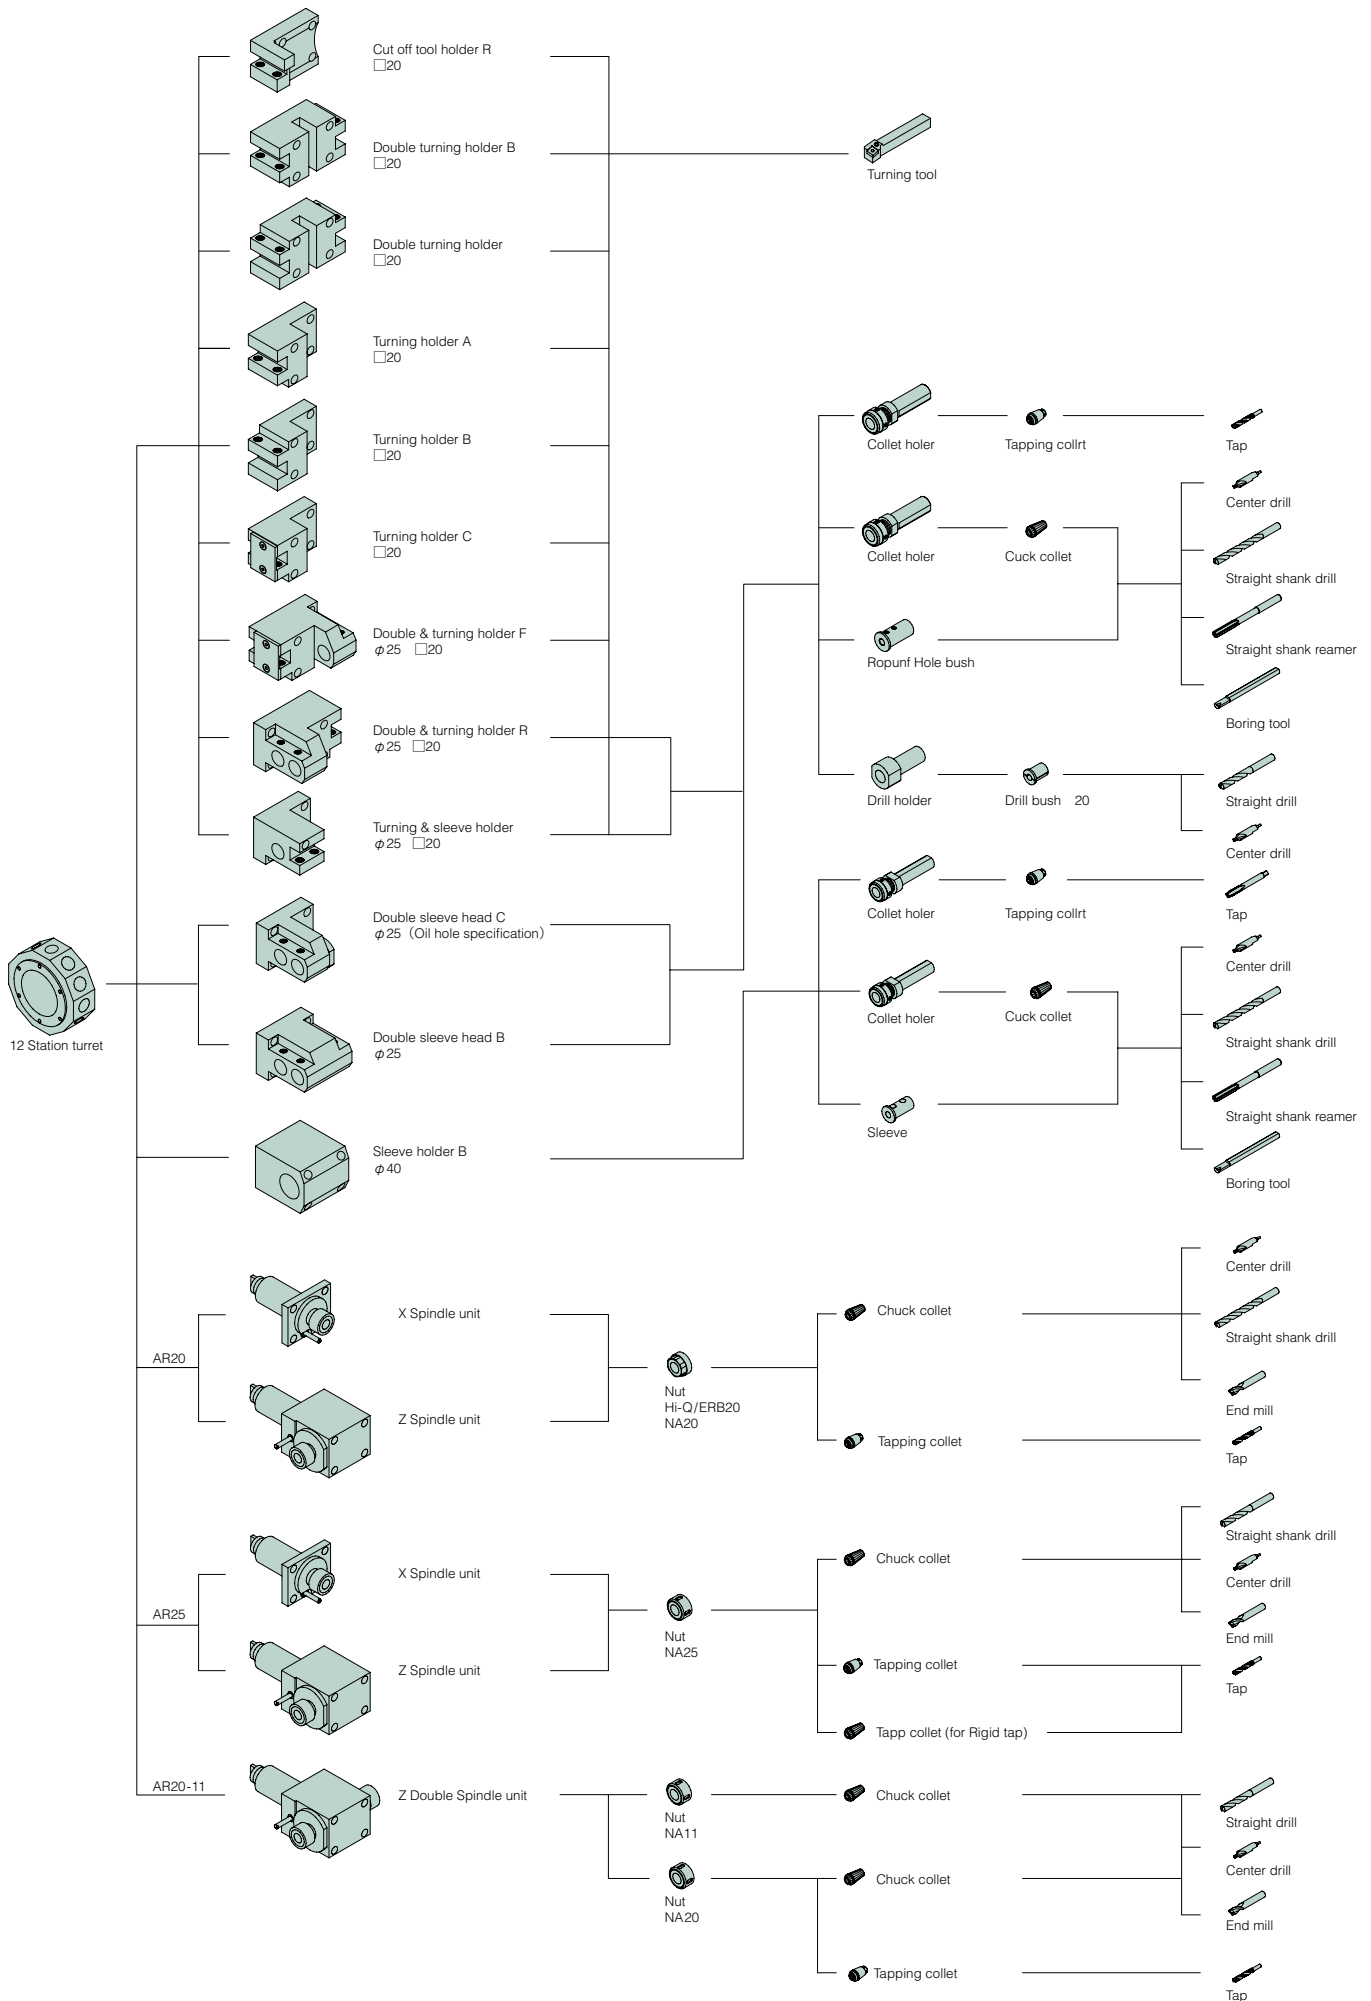 Cut off tool holder R
□20
Double turning holder B
□20
Turning tool
Double turning holder
□20
Turning holder A
□20
Turning holder B
□20
Turning holder C
□20
Double & turning holder F
φ25 □20
Double & turning holder R
φ25 □20
Turning & sleeve holder
φ25 □20
Double sleeve head C
φ25 (Oil hole specification)
Double sleeve head B
φ25
12 Station turret
Sleeve holder B
φ40
Collet holer
Tapping collrt
Tap
Collet holer
Cuck collet
Center drill
Straight shank drill
Straight shank reamer
Boring tool
Ropunf Hole bush
Drill holder
Drill bush 20
Straight drill
Center drill
Collet holer
Tapping collrt
Tap
Collet holer
Cuck collet
Center drill
Straight shank drill
Straight shank reamer
Boring tool
Sleeve
AR20
X Spindle unit
Z Spindle unit
Nut
Hi-Q/ERB20
NA20
Chuck collet
Center drill
Straight shank drill
End mill
Tapping collet
Tap
AR25
X Spindle unit
Z Spindle unit
Nut
NA25
Chuck collet
Straight shank drill
Center drill
End mill
Tapping collet
Tap
Tapp collet (for Rigid tap)
AR20-11
Z Double Spindle unit
Nut
NA11
Chuck collet
Straight drill
Center drill
End mill
Nut
NA20
Chuck collet
Tapping collet
Tap